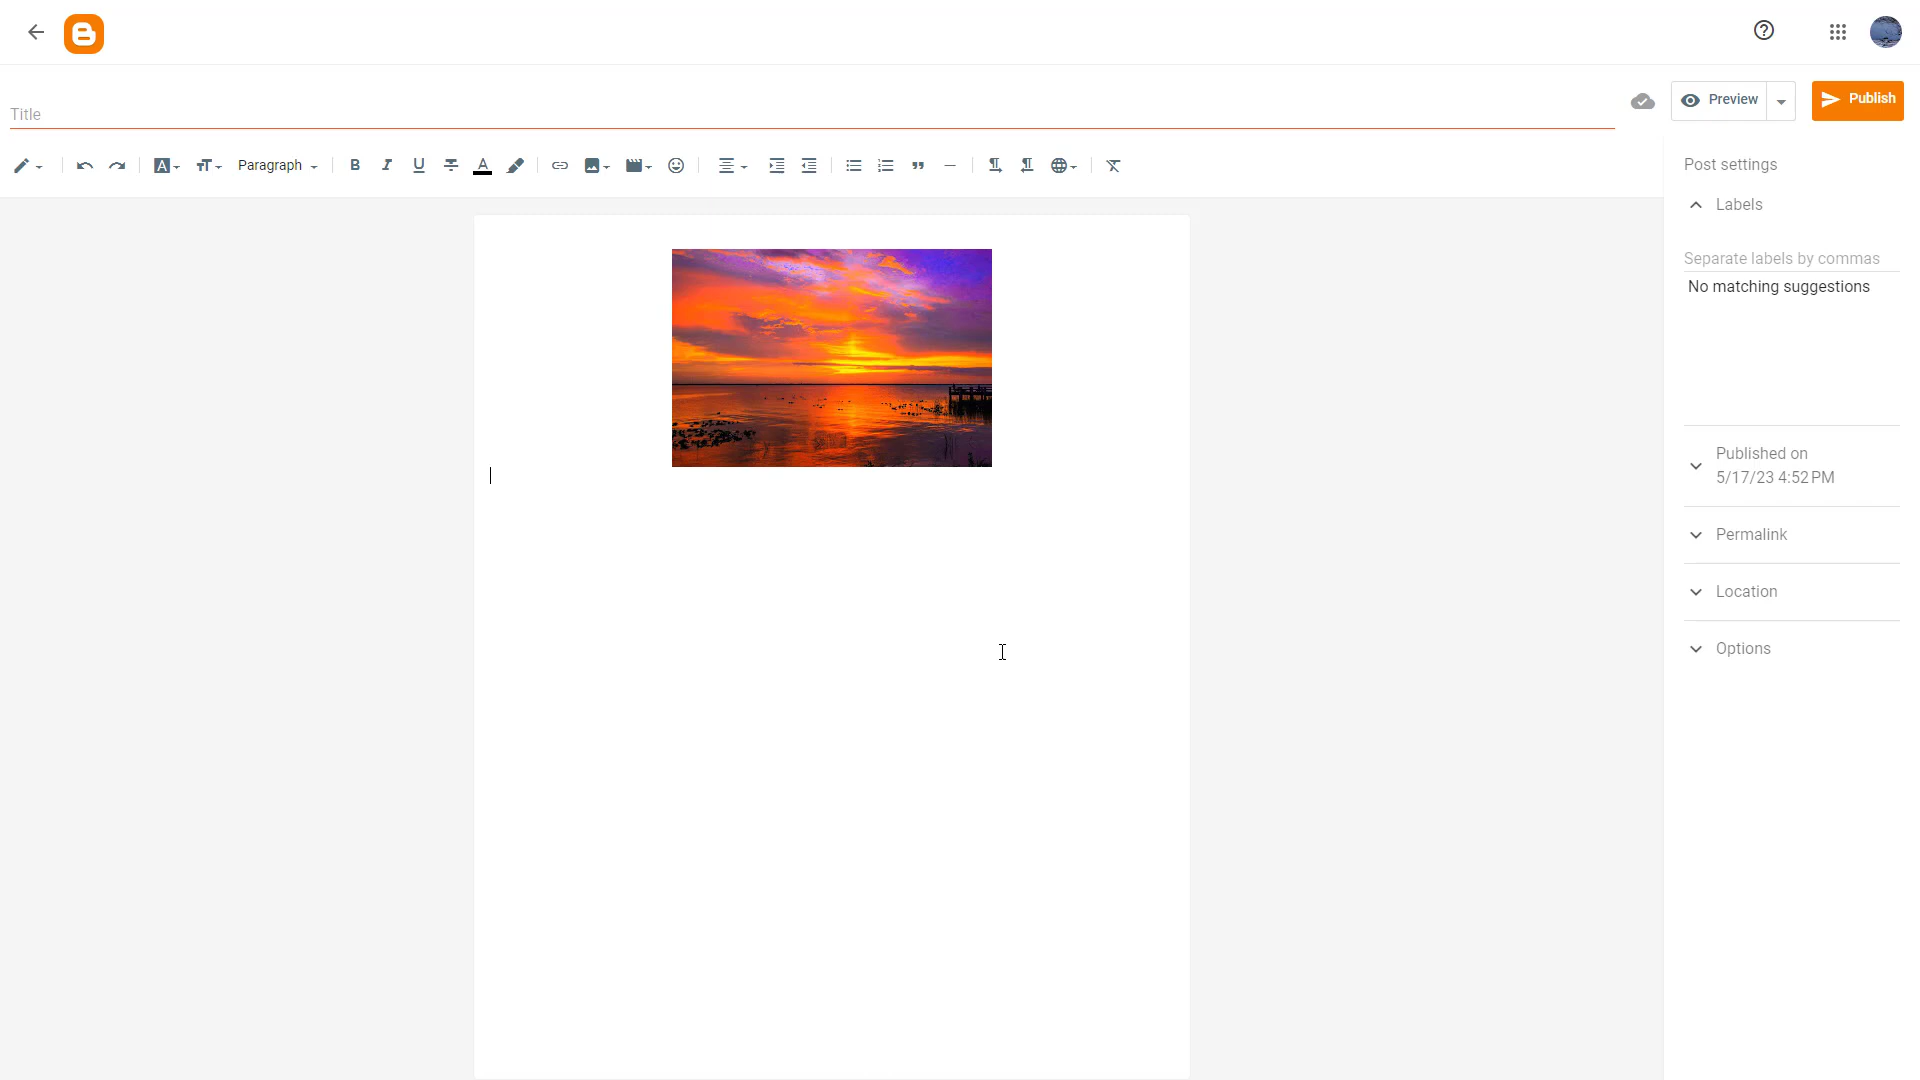 Title
Preview
Publish
Paragraph
Post settings
Labels
Separate labels by commas
No matching suggestions
Published on
5/17/23 4:52 PM
Permalink
Location
Options